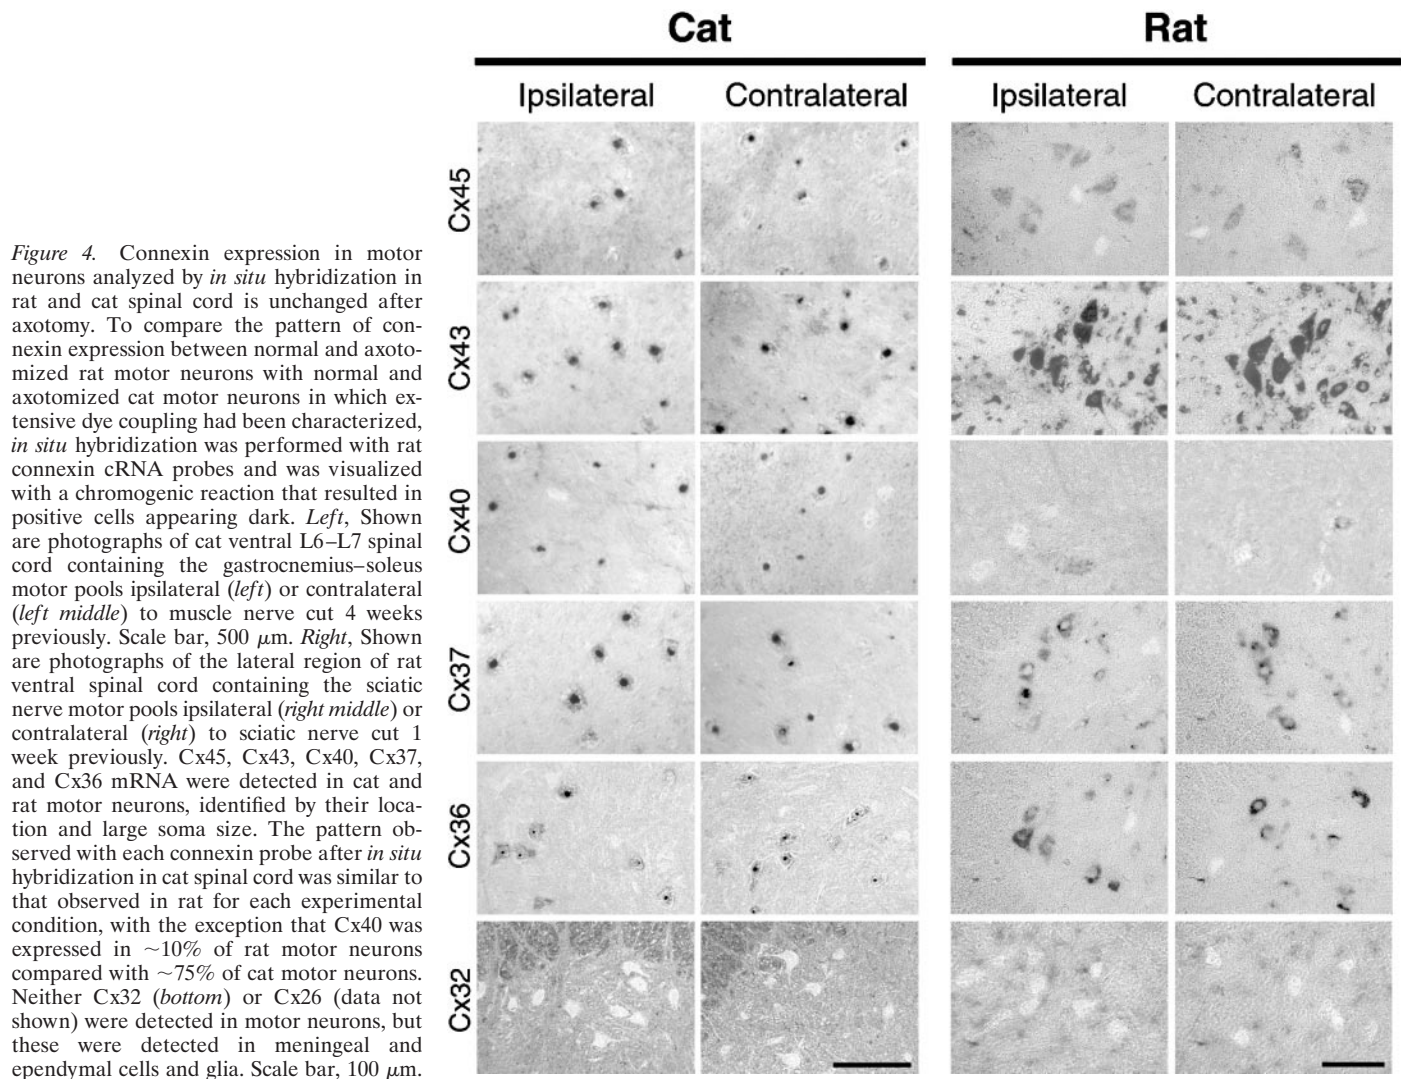 Cat
Rat
Ipsilateral
Contralateral
Ipsilateral
Contralateral
Cx45
Cx43
Cx40
Cx37
Cx36
Cx32
Figure 4. Connexin expression in motor
neurons analyzed by in situ hybridization in
rat and cat spinal cord is unchanged after
axotomy. To compare the pattern of con-
nexin expression between normal and axoto-
mized rat motor neurons with normal and
axotomized cat motor neurons in which ex-
tensive dye coupling had been characterized,
in situ hybridization was performed with rat
connexin cRNA probes and was visualized
with a chromogenic reaction that resulted in
positive cells appearing dark. Left, Shown
are photographs of cat ventral L6–L7 spinal
cord containing the gastrocnemius–soleus
motor pools ipsilateral (left) or contralateral
(left middle) to muscle nerve cut 4 weeks
previously. Scale bar, 500 μm. Right, Shown
are photographs of the lateral region of rat
ventral spinal cord containing the sciatic
nerve motor pools ipsilateral (right middle) or
contralateral (right) to sciatic nerve cut 1
week previously. Cx45, Cx43, Cx40, Cx37,
and Cx36 mRNA were detected in cat and
rat motor neurons, identified by their loca-
tion and large soma size. The pattern ob-
served with each connexin probe after in situ
hybridization in cat spinal cord was similar to
that observed in rat for each experimental
condition, with the exception that Cx40 was
expressed in ~10% of rat motor neurons
compared with ~75% of cat motor neurons.
Neither Cx32 (bottom) or Cx26 (data not
shown) were detected in motor neurons, but
these were detected in meningeal and
ependymal cells and glia. Scale bar, 100 μm.